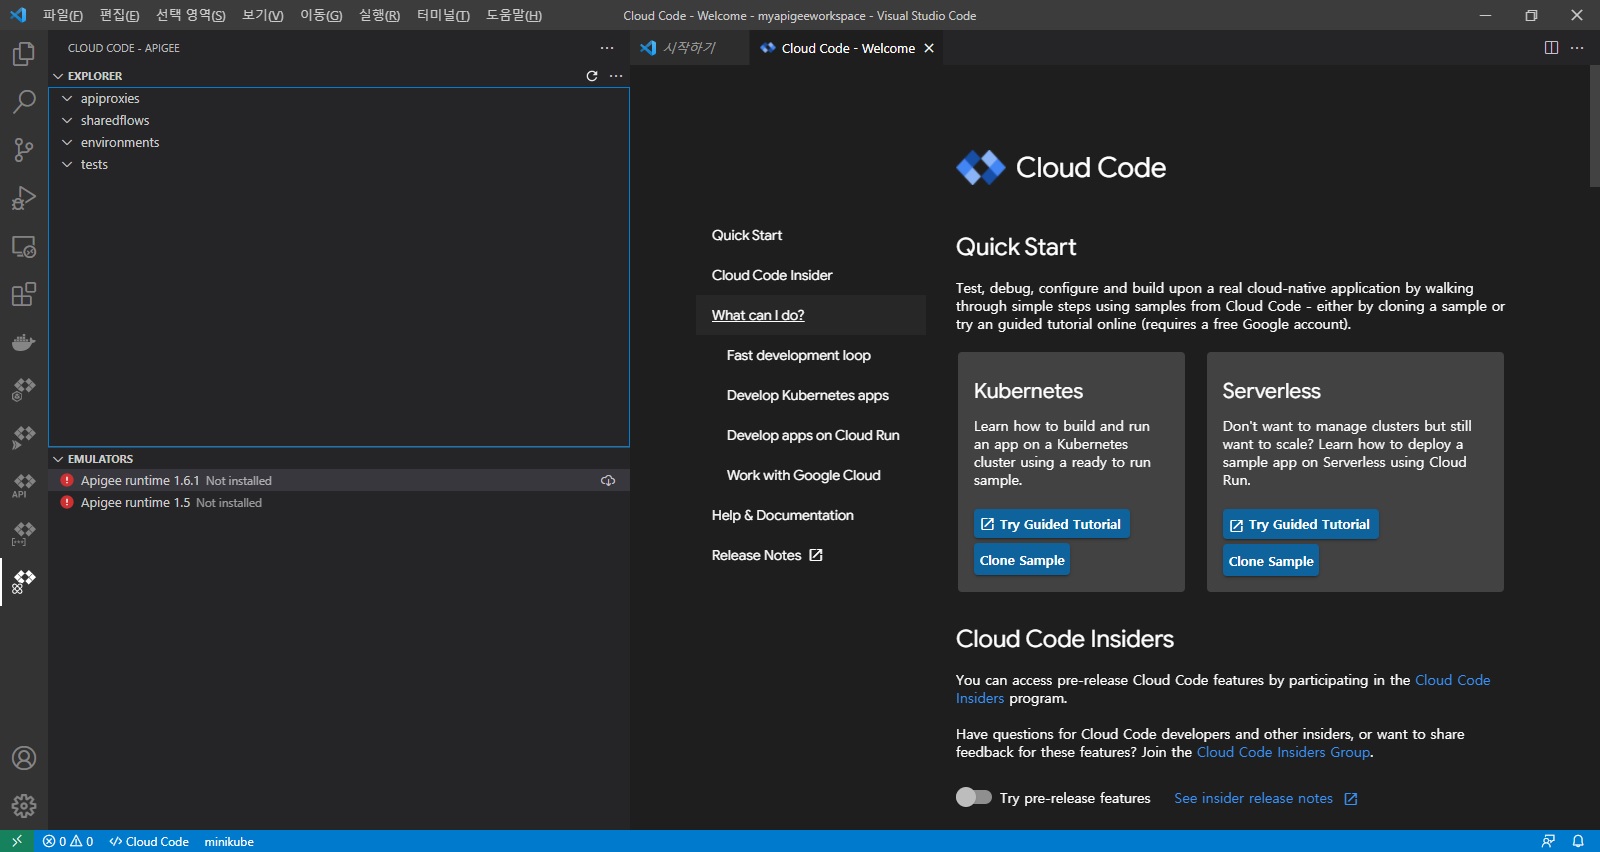 파일(F) 편집(E) 선택 영역(S) 보기(V) 이동(G) 실행(R) 터미널(T) 도움말(H)
Cloud Code - Welcome - myapigeeworkspace - Visual Studio Code
CLOUD CODE - APIGEE
EXPLORER
apiproxies
sharedflows
environments
tests
EMULATORS
Apigee runtime 1.6.1 Not installed
Apigee runtime 1.5 Not installed
API
시작하기
Cloud Code - Welcome
Quick Start
Cloud Code Insider
What can I do?
Fast development loop
Develop Kubernetes apps
Develop apps on Cloud Run
Work with Google Cloud
Help & Documentation
Release Notes
Cloud Code
Quick Start
Test, debug, configure and build upon a real cloud-native application by walking
through simple steps using samples from Cloud Code - either by cloning a sample or
try an guided tutorial online (requires a free Google account).
Kubernetes
Learn how to build and run
an app on a Kubernetes
cluster using a ready to run
sample.
Try Guided Tutorial
Clone Sample
Serverless
Don't want to manage clusters but still
want to scale? Learn how to deploy a
sample app on Serverless using Cloud
Run.
Try Guided Tutorial
Clone Sample
Cloud Code Insiders
You can access pre-release Cloud Code features by participating in the Cloud Code
Insiders program.
Have questions for Cloud Code developers and other insiders, or want to share
feedback for these features? Join the Cloud Code Insiders Group.
Try pre-release features See insider release notes
0 0 Cloud Code minikube